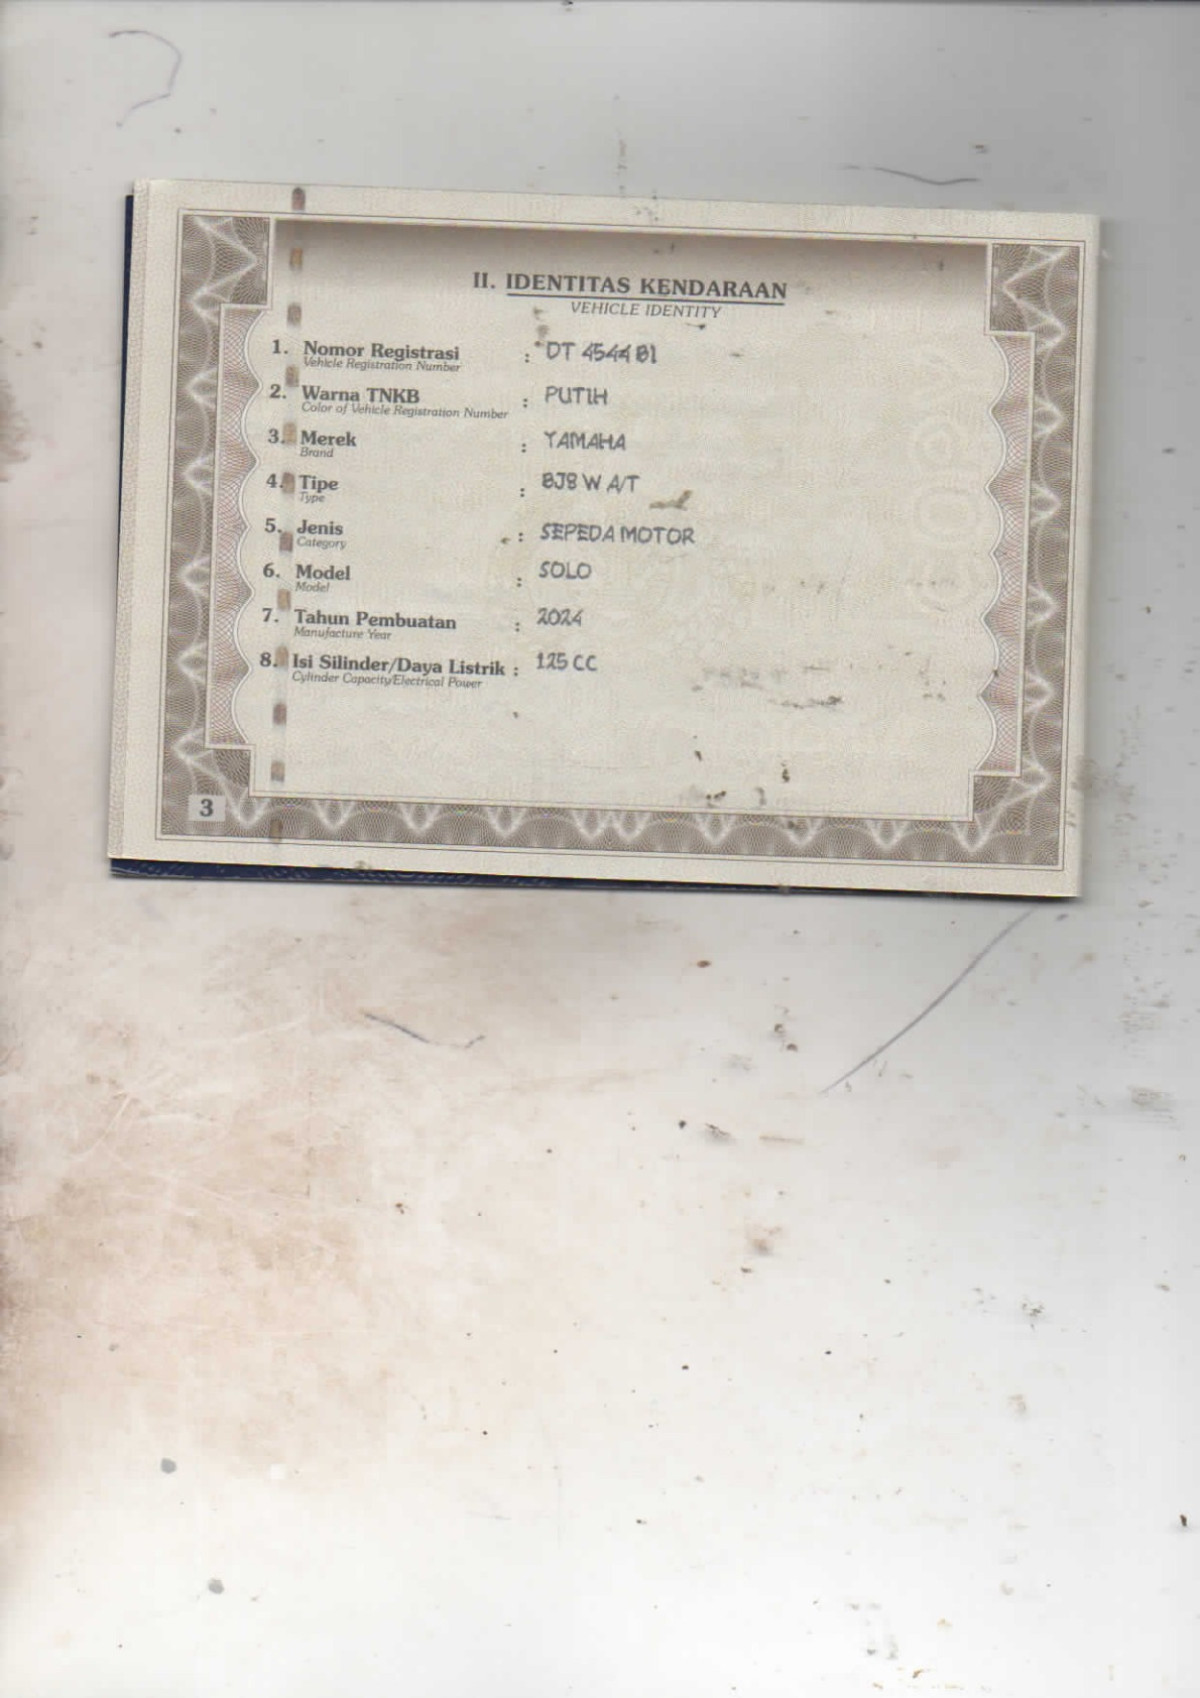 II. IDENTITAS KENDARAAN
VEHICLE IDENTITY
1. Nomor Registrasi : DT 4544 BI
Vehicle Registration Number
2. Warna TNKB : PUTIH
Color of Vehicle Registration Number
3. Merek : YAMAHA
Brand
4. Tipe : BJ8 W A/T
Type
5. Jenis : SEPEDA MOTOR
Category
6. Model : SOLO
Model
7. Tahun Pembuatan : 2024
Manufacture Year
8. Isi Silinder/Daya Listrik : 125 CC
Cylinder Capacity/Electrical Power
3